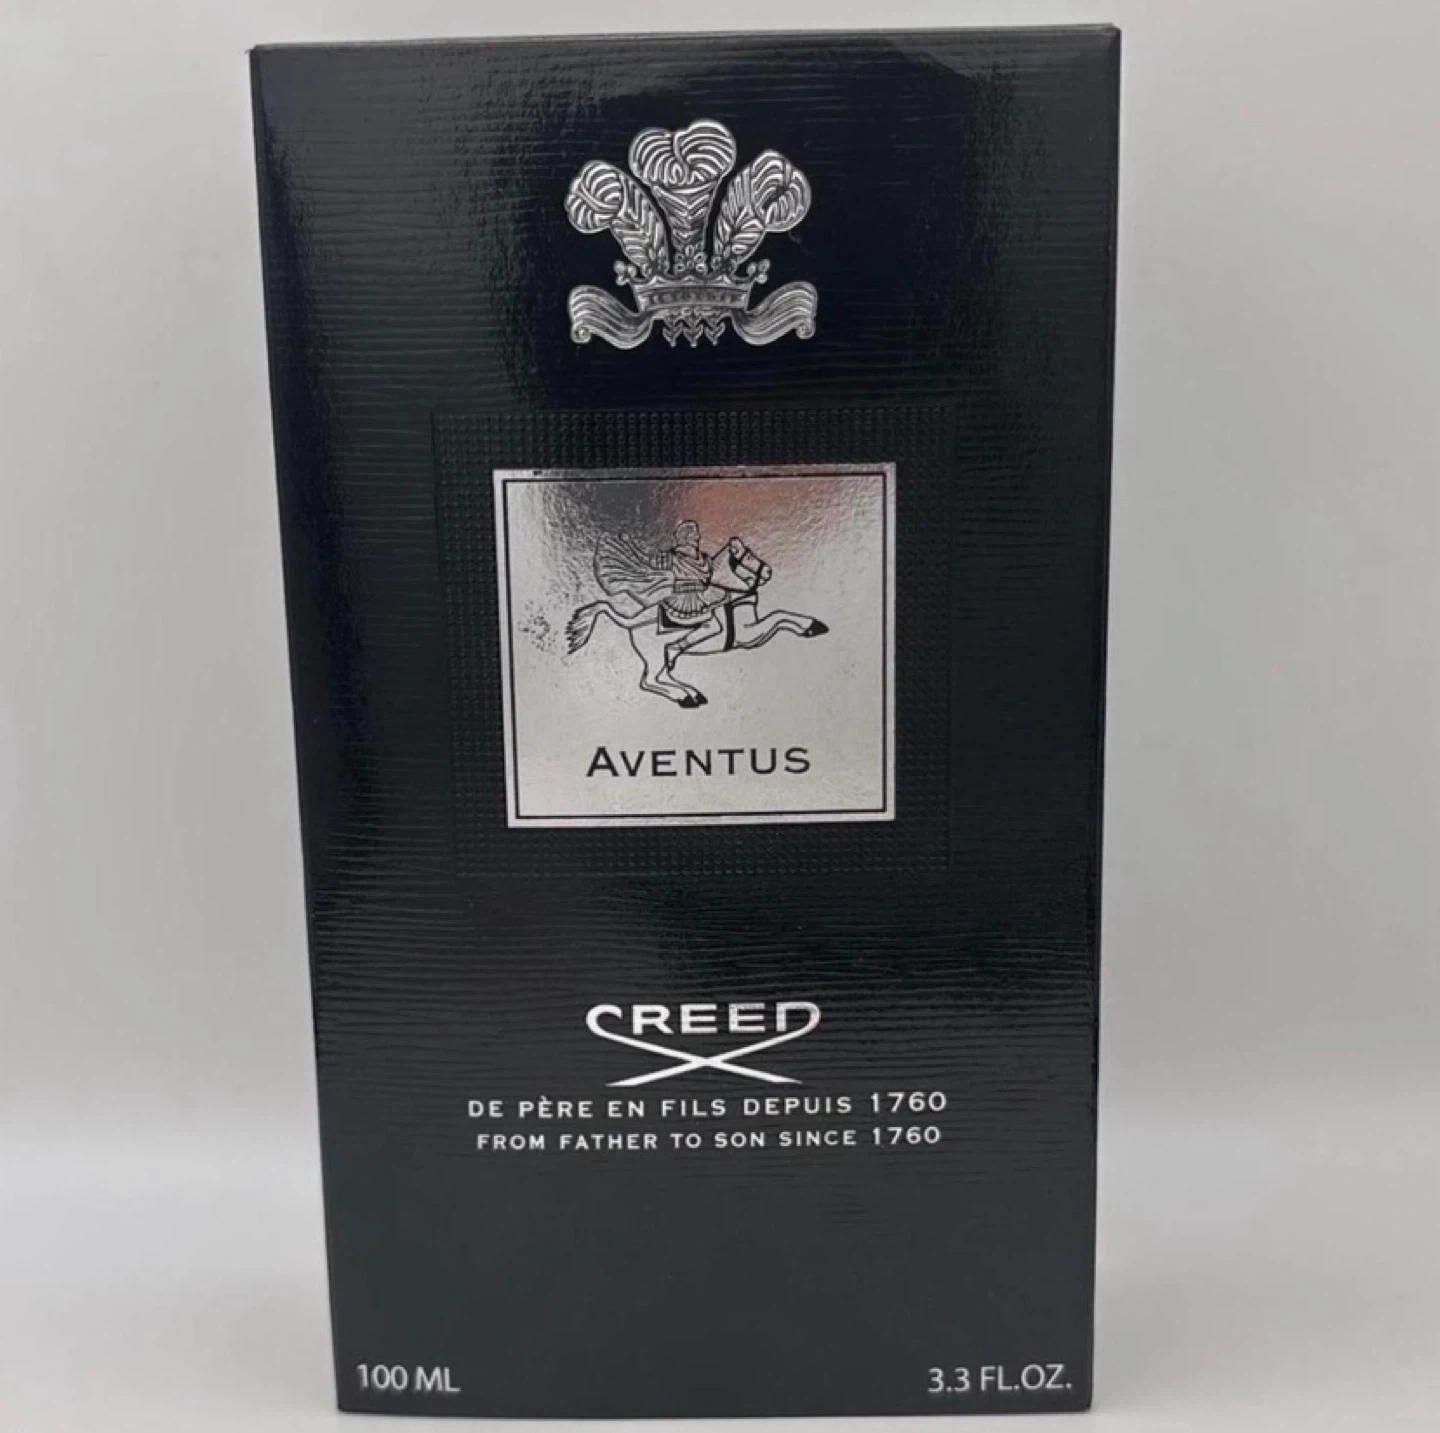 AVENTUS
CREED
DE PÈRE EN FILS DEPUIS 1760
FROM FATHER TO SON SINCE 1760
100 ML
3.3 FL.OZ.